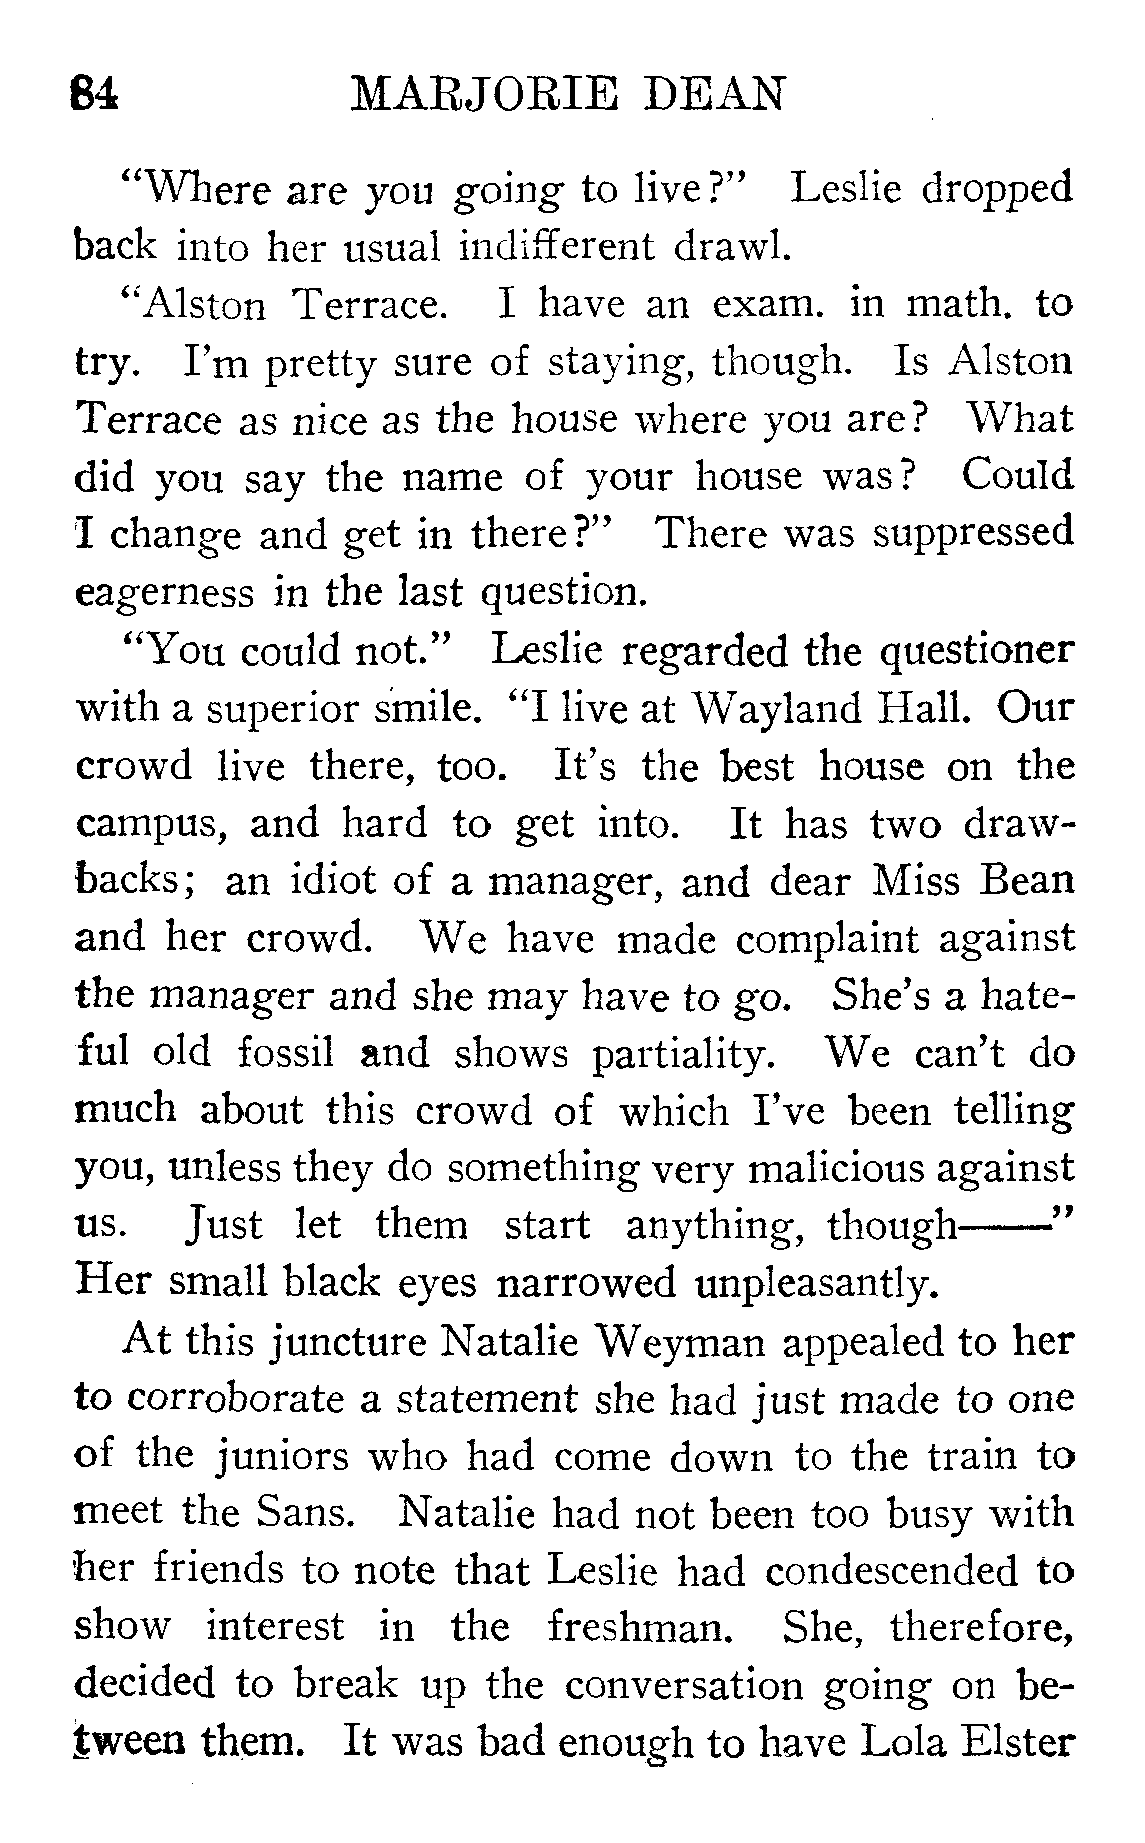 84 MARJORIE DEAN
“Where are you going to live?” Leslie dropped
back into her usual indifferent drawl.
“Alston Terrace. I have an exam. in math. to
try. I’m pretty sure of staying, though. Is Alston
Terrace as nice as the house where you are? What
did you say the name of your house was? Could
I change and get in there?” There was suppressed
eagerness in the last question.
“You could not.” Leslie regarded the questioner
with a superior smile. “I live at Wayland Hall. Our
crowd live there, too. It’s the best house on the
campus, and hard to get into. It has two draw-
backs; an idiot of a manager, and dear Miss Bean
and her crowd. We have made complaint against
the manager and she may have to go. She’s a hate-
ful old fossil and shows partiality. We can’t do
much about this crowd of which I’ve been telling
you, unless they do something very malicious against
us. Just let them start anything, though——”
Her small black eyes narrowed unpleasantly.
At this juncture Natalie Weyman appealed to her
to corroborate a statement she had just made to one
of the juniors who had come down to the train to
meet the Sans. Natalie had not been too busy with
her friends to note that Leslie had condescended to
show interest in the freshman. She, therefore,
decided to break up the conversation going on be-
tween them. It was bad enough to have Lola Elster